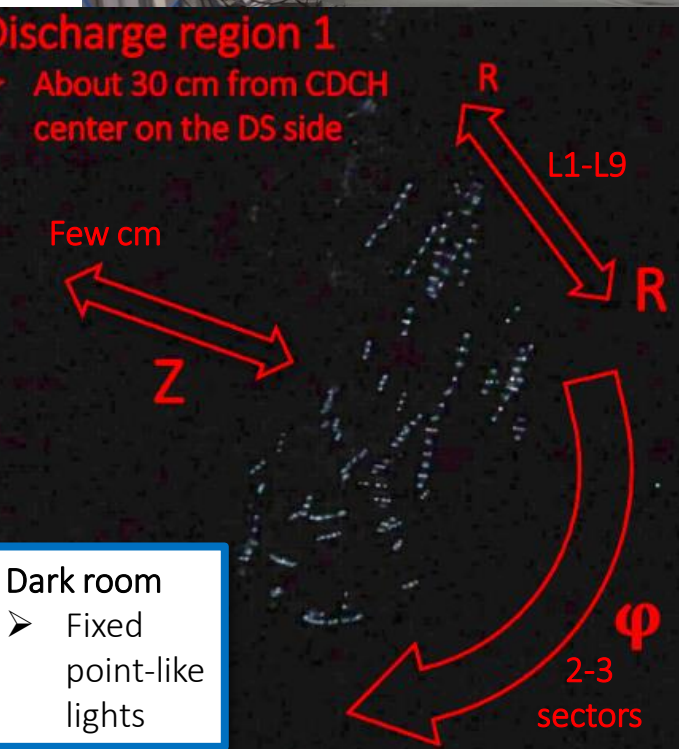 Discharge region 1
➢ About 30 cm from CDCH
center on the DS side
R
L1-L9
Few cm
R
Z
Dark room
➢ Fixed
point-like
lights
φ
2-3
sectors